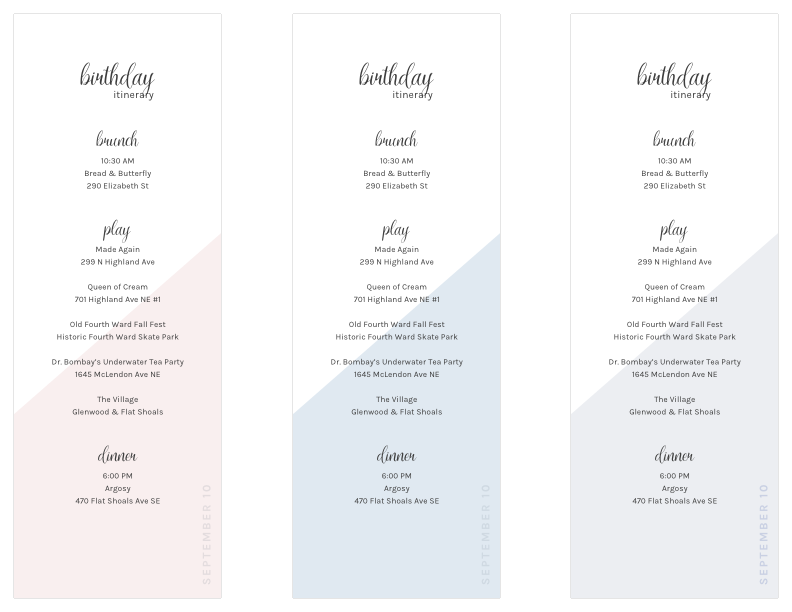 birthday
itinerary
brunch
10:30 AM
Bread & Butterfly
290 Elizabeth St
play
Made Again
299 N Highland Ave
Queen of Cream
701 Highland Ave NE #1
Old Fourth Ward Fall Fest
Historic Fourth Ward Skate Park
Dr. Bombay's Underwater Tea Party
1645 McLendon Ave NE
The Village
Glenwood & Flat Shoals
dinner
6:00 PM
Argosy
470 Flat Shoals Ave SE
SEPTEMBER 10
birthday
itinerary
brunch
10:30 AM
Bread & Butterfly
290 Elizabeth St
play
Made Again
299 N Highland Ave
Queen of Cream
701 Highland Ave NE #1
Old Fourth Ward Fall Fest
Historic Fourth Ward Skate Park
Dr. Bombay's Underwater Tea Party
1645 McLendon Ave NE
The Village
Glenwood & Flat Shoals
dinner
6:00 PM
Argosy
470 Flat Shoals Ave SE
SEPTEMBER 10
birthday
itinerary
brunch
10:30 AM
Bread & Butterfly
290 Elizabeth St
play
Made Again
299 N Highland Ave
Queen of Cream
701 Highland Ave NE #1
Old Fourth Ward Fall Fest
Historic Fourth Ward Skate Park
Dr. Bombay's Underwater Tea Party
1645 McLendon Ave NE
The Village
Glenwood & Flat Shoals
dinner
6:00 PM
Argosy
470 Flat Shoals Ave SE
SEPTEMBER 10